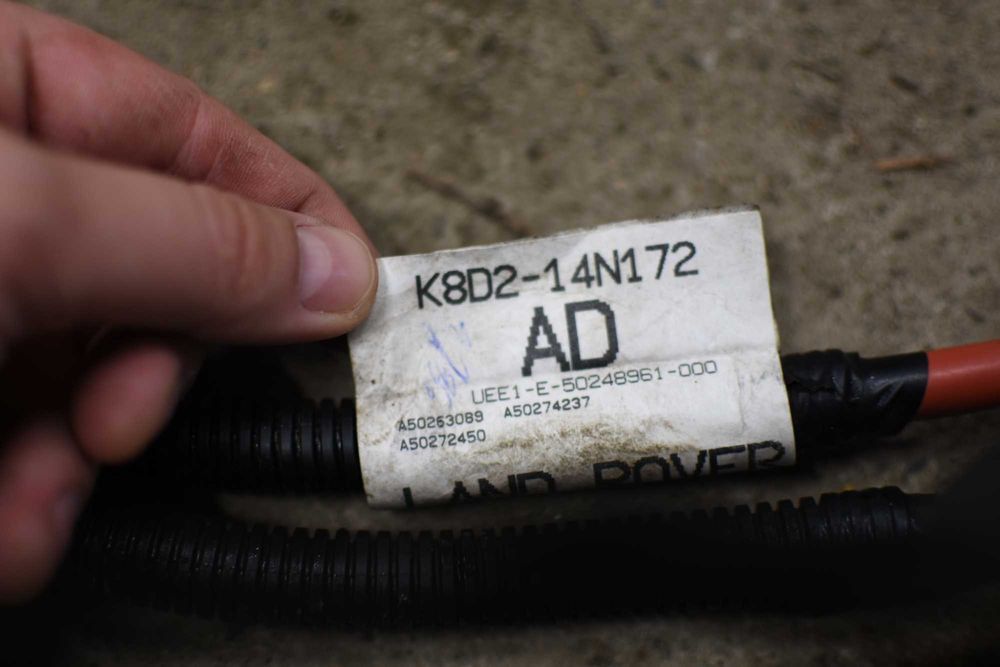 K8D2-14N172
AD
UEE1-E-50248961-000
A50263089 A50274237
A50272450
LAND ROVER